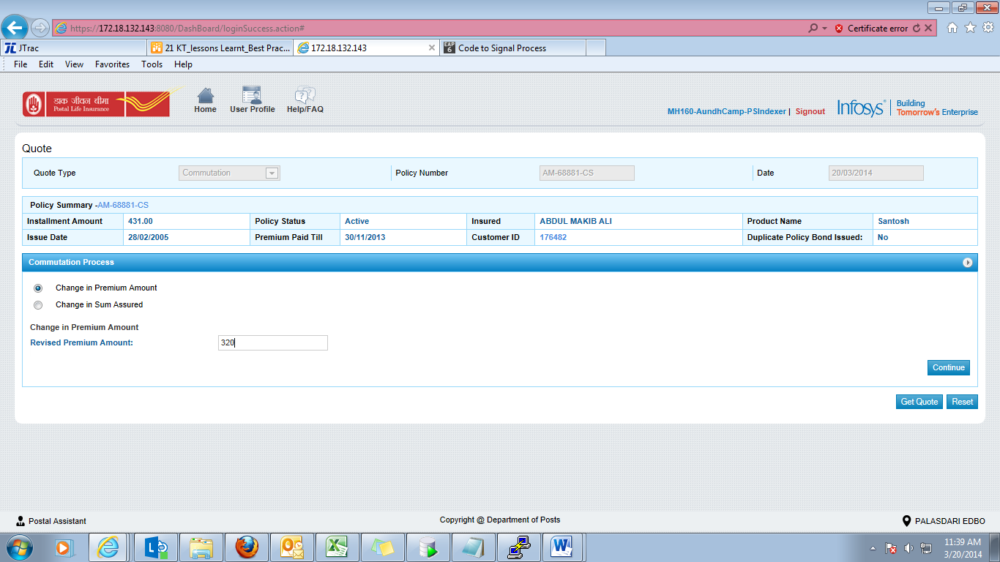 https://172.18.132.143:8080/DashBoard/loginSuccess.action#
Certificate error
JTrac
21 KT_lessons Learnt_Best Prac...
172.18.132.143
Code to Signal Process
File Edit View Favorites Tools Help
डाक जीवन बीमा
Postal Life Insurance
Home
User Profile
Help/FAQ
MH160-AundhCamp-PSIndexer | Signout
Infosys | Building
Tomorrow's Enterprise
Quote
Quote Type Commutation Policy Number AM-68881-CS Date 20/03/2014
Policy Summary -AM-68881-CS
Installment Amount 431.00 Policy Status Active Insured ABDUL MAKIB ALI Product Name Santosh
Issue Date 28/02/2005 Premium Paid Till 30/11/2013 Customer ID 176482 Duplicate Policy Bond Issued: No
Commutation Process
Change in Premium Amount
Change in Sum Assured
Change in Premium Amount
Revised Premium Amount: 320
Continue
Get Quote Reset
Postal Assistant
Copyright @ Department of Posts
PALASDARI EDBO
11:39 AM
3/20/2014